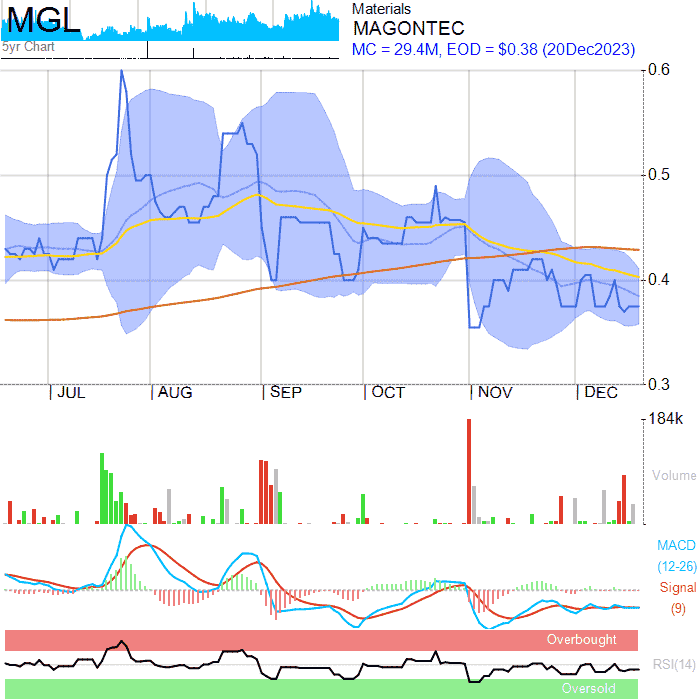 MGL
5yr Chart
Materials
MAGONTEC
MC = 29.4M, EOD = $0.38 (20Dec2023)
0.6
0.5
0.4
0.3
JUL AUG SEP OCT NOV DEC
184k
Volume
MACD
(12-26)
Signal
(9)
Overbought
RSI(14)
Oversold